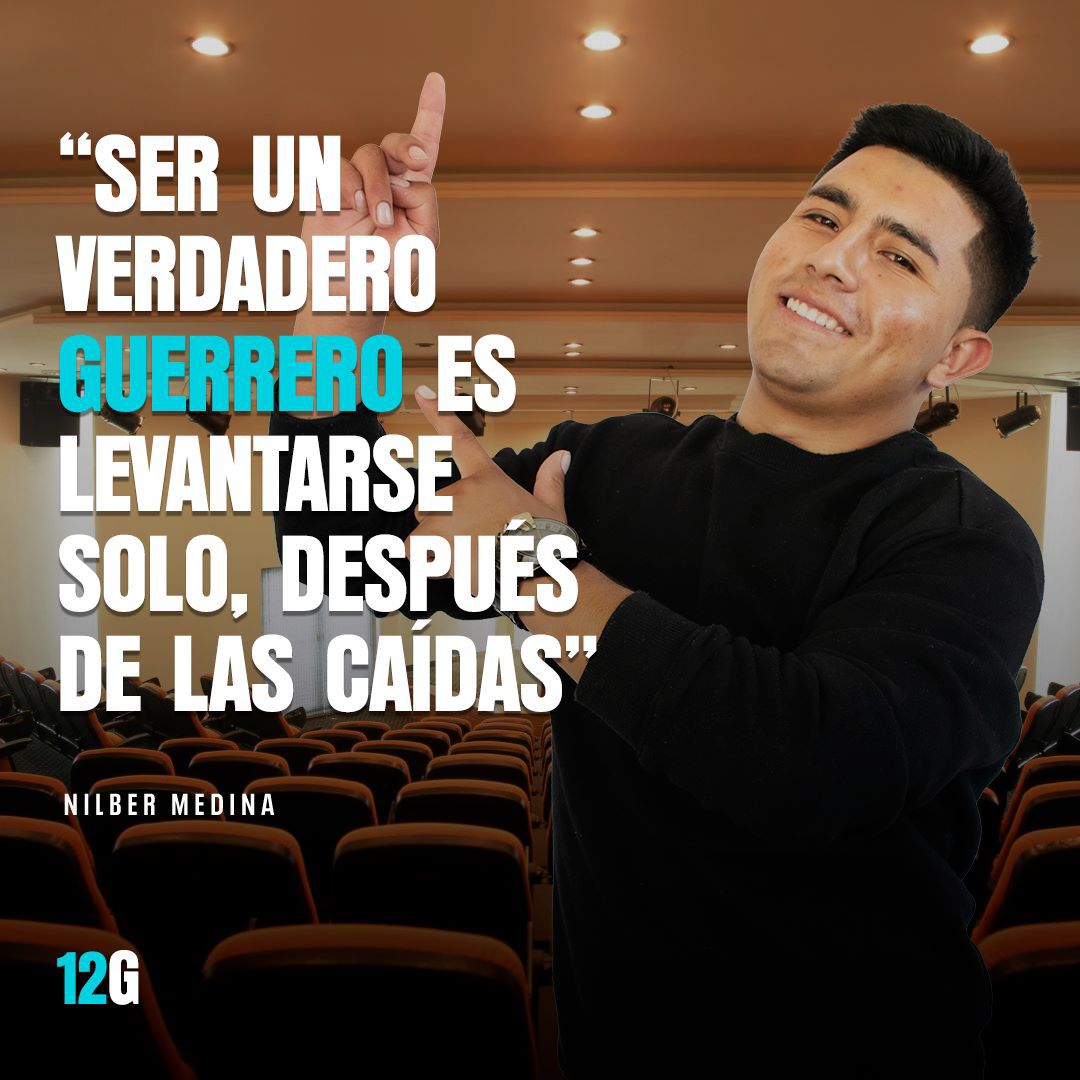 “SER UN
VERDADERO
GUERRERO ES
LEVANTARSE
SOLO, DESPUÉS
DE LAS CAÍDAS”
NILBER MEDINA
12G